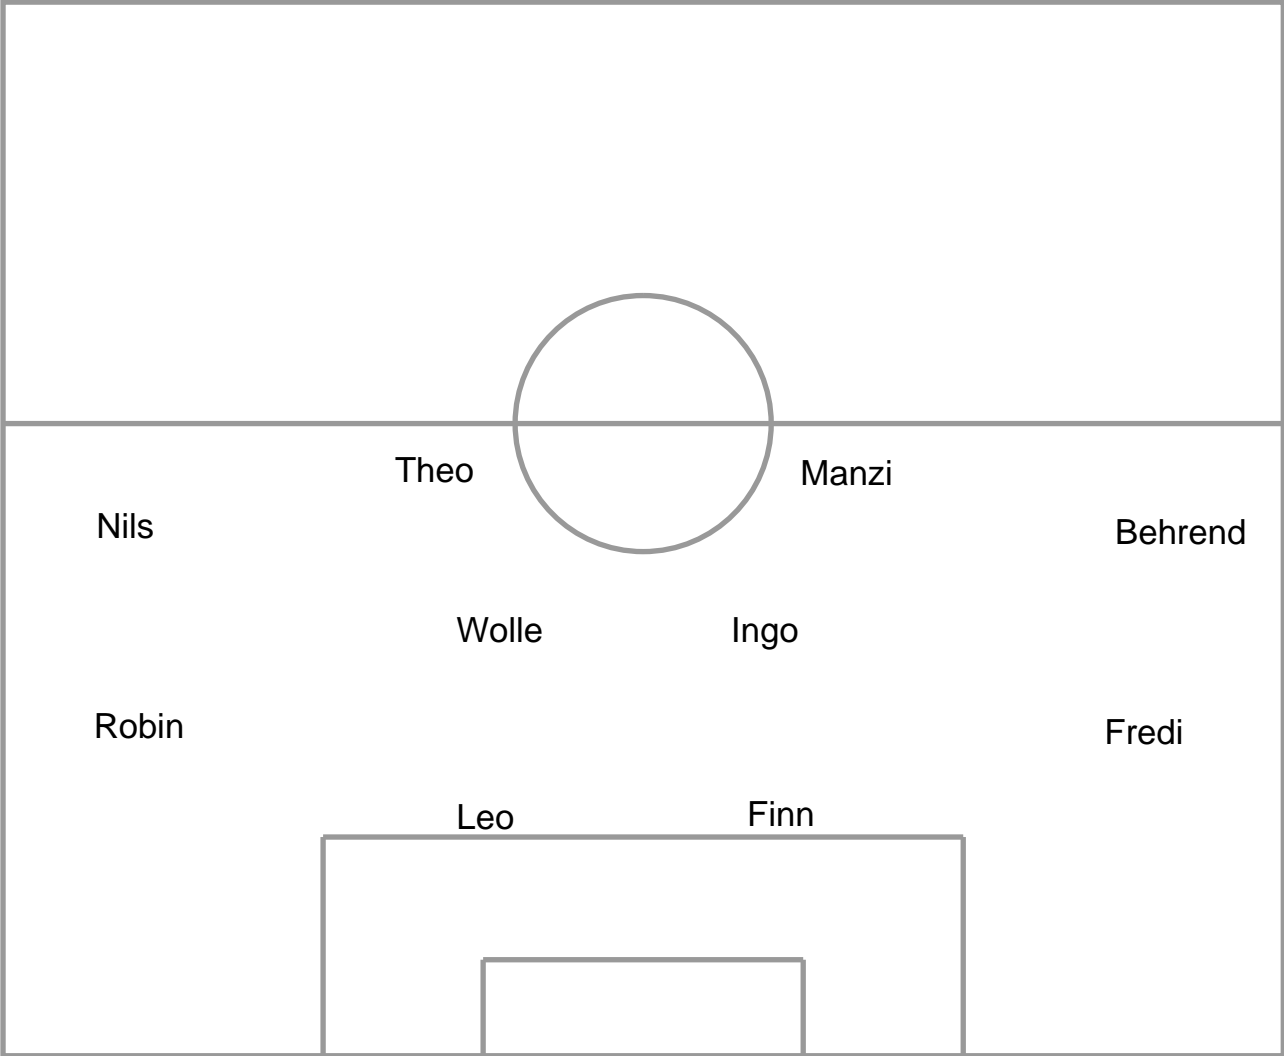 Theo
Manzi
Nils
Behrend
Wolle
Ingo
Robin
Fredi
Leo
Finn